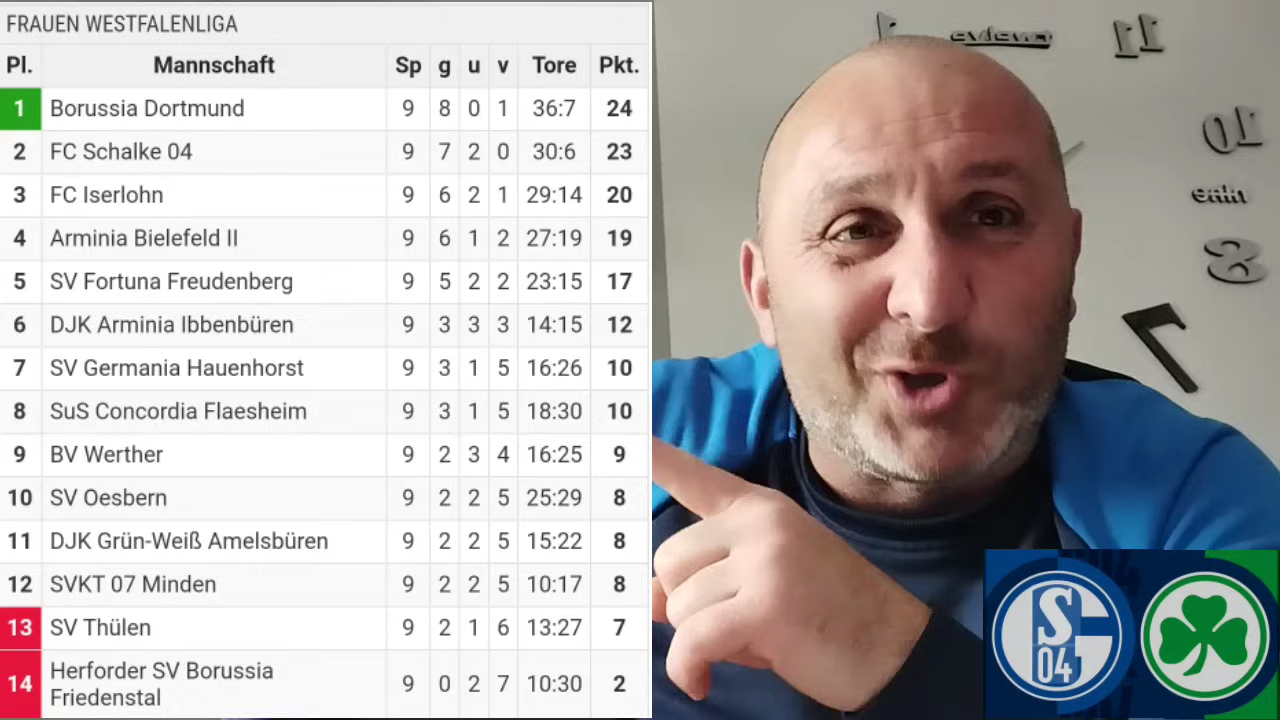 FRAUEN WESTFALENLIGA
Pl. Mannschaft Sp g u v Tore Pkt.
1 Borussia Dortmund 9 8 0 1 36:7 24
2 FC Schalke 04 9 7 2 0 30:6 23
3 FC Iserlohn 9 6 2 1 29:14 20
4 Arminia Bielefeld II 9 6 1 2 27:19 19
5 SV Fortuna Freudenberg 9 5 2 2 23:15 17
6 DJK Arminia Ibbenbüren 9 3 3 3 14:15 12
7 SV Germania Hauenhorst 9 3 1 5 16:26 10
8 SuS Concordia Flaesheim 9 3 1 5 18:30 10
9 BV Werther 9 2 3 4 16:25 9
10 SV Oesbern 9 2 2 5 25:29 8
11 DJK Grün-Weiß Amelsbüren 9 2 2 5 15:22 8
12 SVKT 07 Minden 9 2 2 5 10:17 8
13 SV Thülen 9 2 1 6 13:27 7
14 Herforder SV Borussia
Friedenstal 9 0 2 7 10:30 2
11
10
nine
8
7
S
04